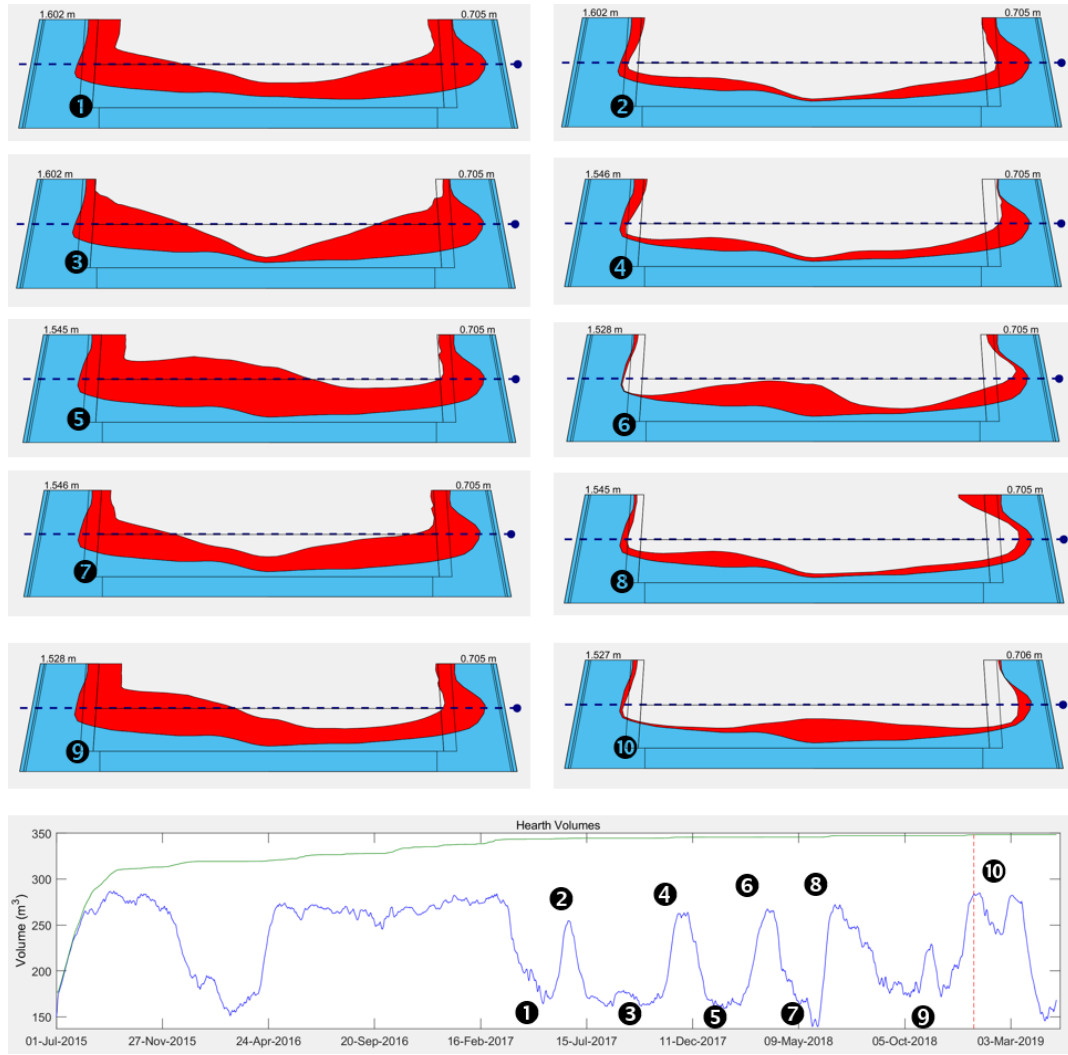 1.602 m 0.705 m
1
1.602 m 0.705 m
2
1.602 m 0.705 m
3
1.546 m 0.705 m
4
1.545 m 0.705 m
5
1.528 m 0.705 m
6
1.546 m 0.705 m
7
1.545 m 0.705 m
8
1.528 m 0.705 m
9
1.527 m 0.706 m
10
Hearth Volumes
350
300
250
200
150
Volume (m³)
2 4 6 8 10
1 3 5 7 9
01-Jul-2015 27-Nov-2015 24-Apr-2016 20-Sep-2016 16-Feb-2017 15-Jul-2017 11-Dec-2017 09-May-2018 05-Oct-2018 03-Mar-2019